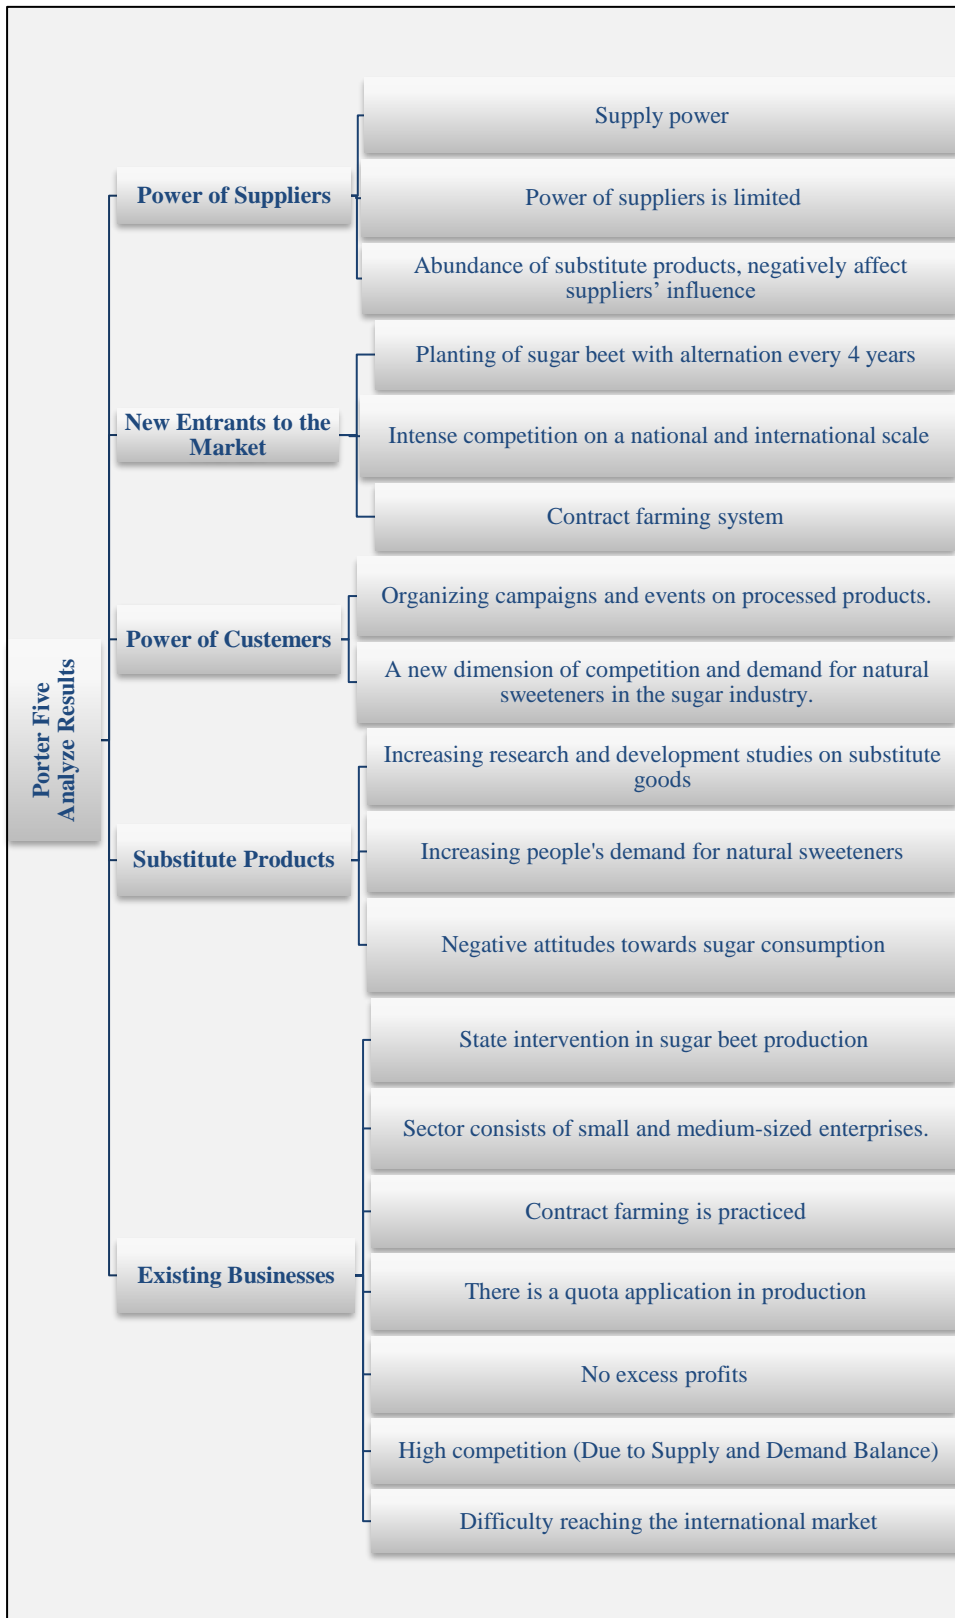 Porter Five
Analyze Results
Power of Suppliers
Supply power
Power of suppliers is limited
Abundance of substitute products, negatively affect
suppliers’ influence
New Entrants to the
Market
Planting of sugar beet with alternation every 4 years
Intense competition on a national and international scale
Contract farming system
Power of Custemers
Organizing campaigns and events on processed products.
A new dimension of competition and demand for natural
sweeteners in the sugar industry.
Substitute Products
Increasing research and development studies on substitute
goods
Increasing people's demand for natural sweeteners
Negative attitudes towards sugar consumption
Existing Businesses
State intervention in sugar beet production
Sector consists of small and medium-sized enterprises.
Contract farming is practiced
There is a quota application in production
No excess profits
High competition (Due to Supply and Demand Balance)
Difficulty reaching the international market